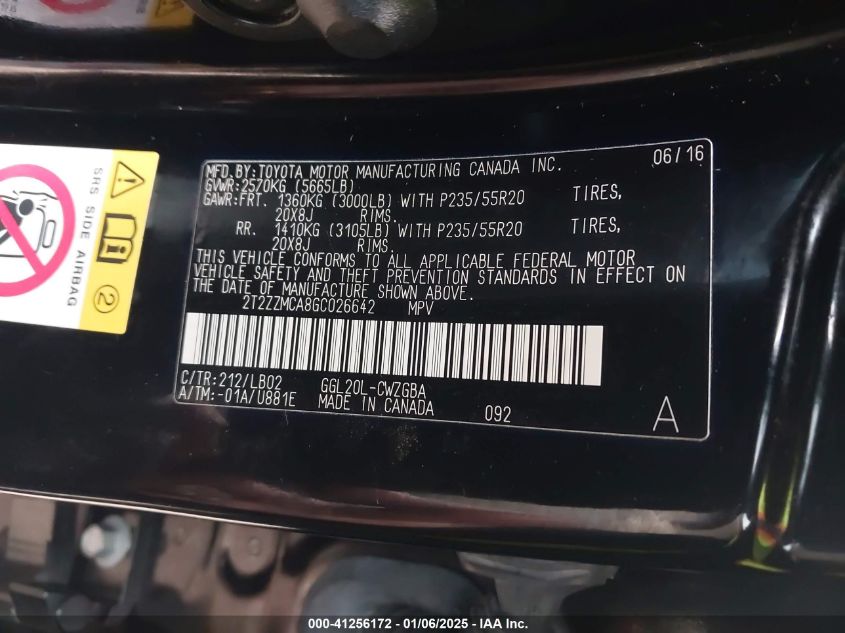 MFD.BY:TOYOTA MOTOR MANUFACTURING CANADA INC. 06/16
GVWR:2570KG (5665LB)
GAWR:FRT. 1360KG (3000LB) WITH P235/55R20 TIRES,
20X8J RIMS.
RR. 1410KG (3105LB) WITH P235/55R20 TIRES,
20X8J RIMS.
THIS VEHICLE CONFORMS TO ALL APPLICABLE FEDERAL MOTOR
VEHICLE SAFETY AND THEFT PREVENTION STANDARDS IN EFFECT ON
THE DATE OF MANUFACTURE SHOWN ABOVE.
2T2ZZMCA8GC026642 MPV
C/TR:212/LB02 GGL20L-CWZGBA
A/TM:-01A/U881E MADE IN CANADA 092 A
SRS SIDE AIRBAG
2
000-41256172 - 01/06/2025 - IAA Inc.